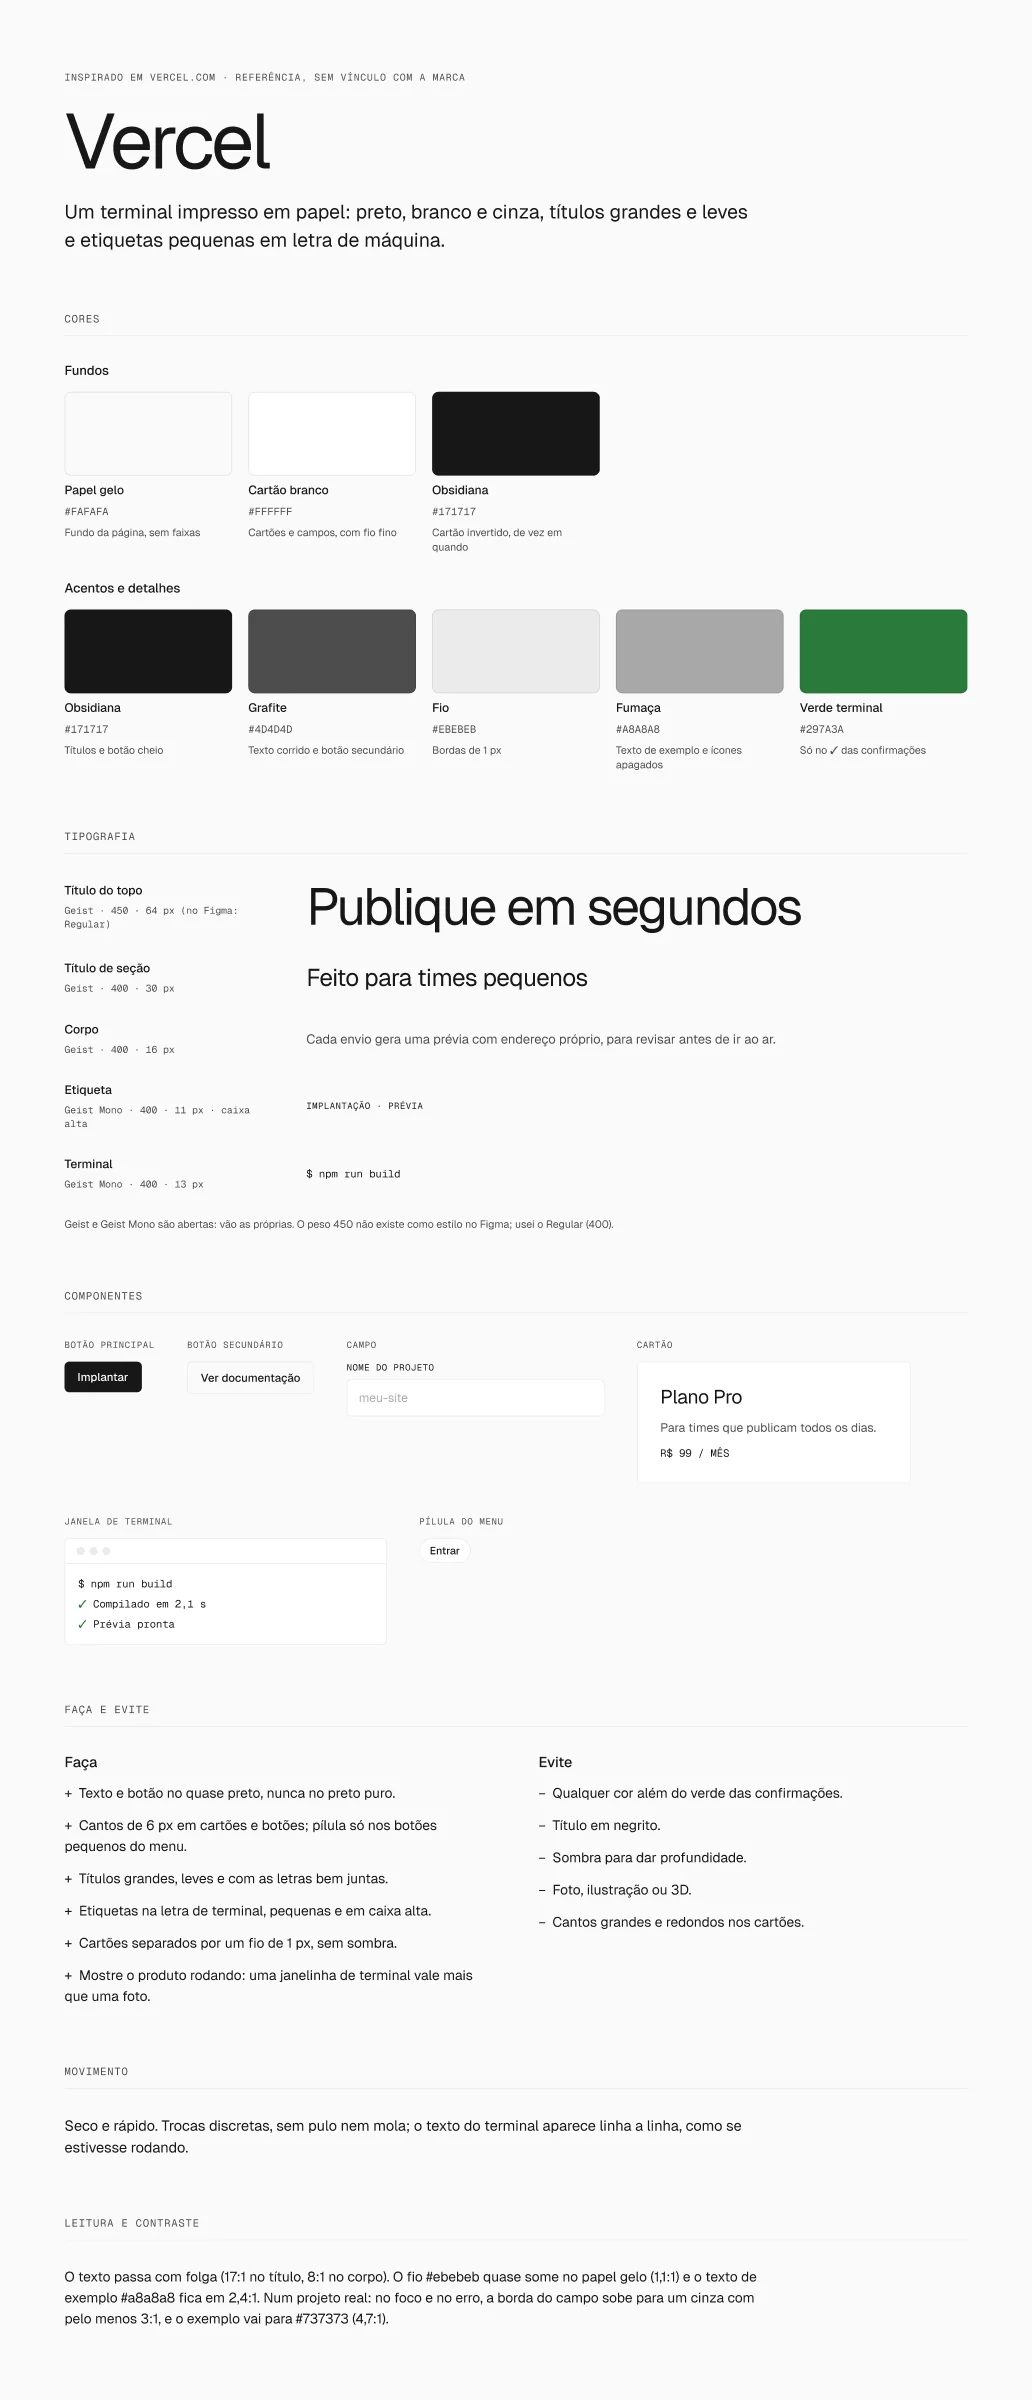 INSPIRADO EM VERCEL.COM · REFERÊNCIA, SEM VÍNCULO COM A MARCA
Vercel
Um terminal impresso em papel: preto, branco e cinza, títulos grandes e leves
e etiquetas pequenas em letra de máquina.
CORES
Fundos
Papel gelo
#FAFAFA
Fundo da página, sem faixas
Cartão branco
#FFFFFF
Cartões e campos, com fio fino
Obsidiana
#171717
Cartão invertido, de vez em
quando
Acentos e detalhes
Obsidiana
#171717
Títulos e botão cheio
Grafite
#4D4D4D
Texto corrido e botão secundário
Fio
#EBEBEB
Bordas de 1 px
Fumaça
#A8A8A8
Texto de exemplo e ícones
apagados
Verde terminal
#297A3A
Só no ✓ das confirmações
TIPOGRAFIA
Título do topo
Geist · 450 · 64 px (no Figma:
Regular)
Publique em segundos
Título de seção
Geist · 400 · 30 px
Feito para times pequenos
Corpo
Geist · 400 · 16 px
Cada envio gera uma prévia com endereço próprio, para revisar antes de ir ao ar.
Etiqueta
Geist Mono · 400 · 11 px · caixa
alta
IMPLANTAÇÃO · PRÉVIA
Terminal
Geist Mono · 400 · 13 px
$ npm run build
Geist e Geist Mono são abertas: vão as próprias. O peso 450 não existe como estilo no Figma; usei o Regular (400).
COMPONENTES
BOTÃO PRINCIPAL
Implantar
BOTÃO SECUNDÁRIO
Ver documentação
CAMPO
NOME DO PROJETO
meu-site
CARTÃO
Plano Pro
Para times que publicam todos os dias.
R$ 99 / MÊS
JANELA DE TERMINAL
$ npm run build
✓ Compilado em 2,1 s
✓ Prévia pronta
PÍLULA DO MENU
Entrar
FAÇA E EVITE
Faça
+ Texto e botão no quase preto, nunca no preto puro.
+ Cantos de 6 px em cartões e botões; pílula só nos botões
pequenos do menu.
+ Títulos grandes, leves e com as letras bem juntas.
+ Etiquetas na letra de terminal, pequenas e em caixa alta.
+ Cartões separados por um fio de 1 px, sem sombra.
+ Mostre o produto rodando: uma janelinha de terminal vale mais
que uma foto.
Evite
– Qualquer cor além do verde das confirmações.
– Título em negrito.
– Sombra para dar profundidade.
– Foto, ilustração ou 3D.
– Cantos grandes e redondos nos cartões.
MOVIMENTO
Seco e rápido. Trocas discretas, sem pulo nem mola; o texto do terminal aparece linha a linha, como se
estivesse rodando.
LEITURA E CONTRASTE
O texto passa com folga (17:1 no título, 8:1 no corpo). O fio #ebebeb quase some no papel gelo (1,1:1) e o texto de
exemplo #a8a8a8 fica em 2,4:1. Num projeto real: no foco e no erro, a borda do campo sobe para um cinza com
pelo menos 3:1, e o exemplo vai para #737373 (4,7:1).